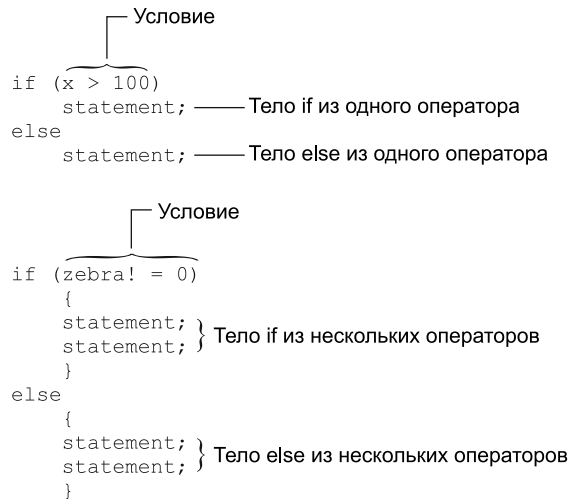 Условие
if (x > 100)
statement; Тело if из одного оператора
else
statement; Тело else из одного оператора
Условие
if (zebra! = 0)
{
statement;
statement; } Тело if из нескольких операторов
}
else
{
statement;
statement; } Тело else из нескольких операторов
}